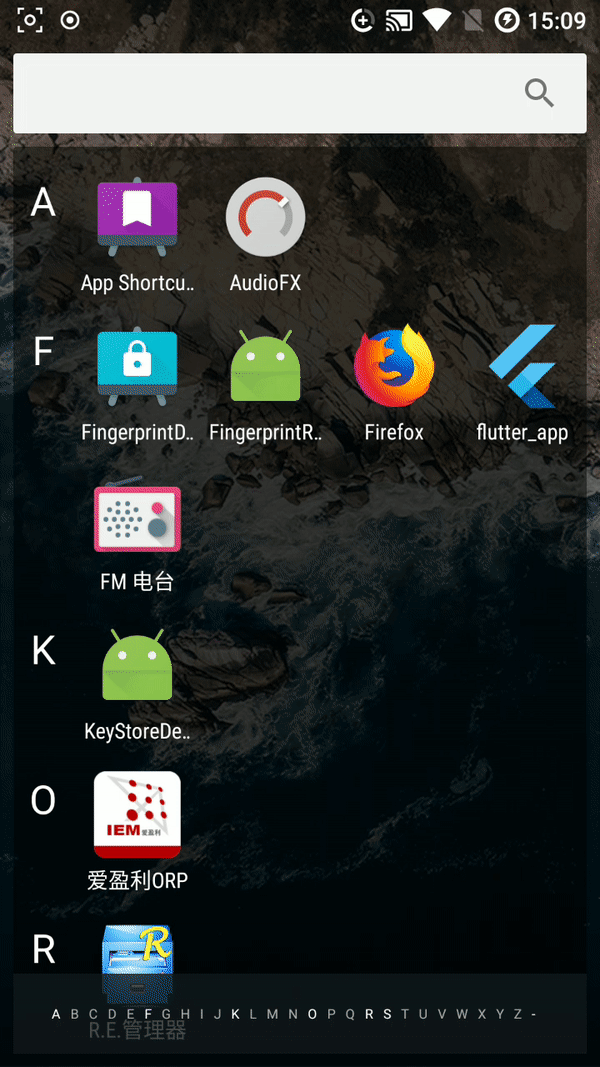 15:09
A
App Shortcu..
AudioFX
F
FingerprintD..
FingerprintR..
Firefox
flutter_app
FM 电台
K
KeyStoreDe..
O
IEM 爱盈利
爱盈利ORP
R
R
A B C D E F G H I J K L M N O P Q R S T U V W X Y Z -
R.E.管理器